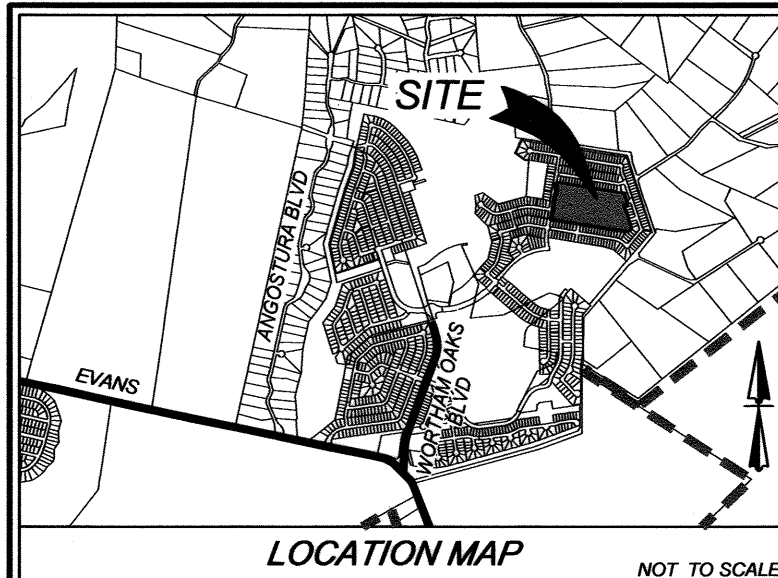 SITE
ANGOSTURA BLVD
EVANS
WORTHAM OAKS
BLVD
LOCATION MAP
NOT TO SCALE